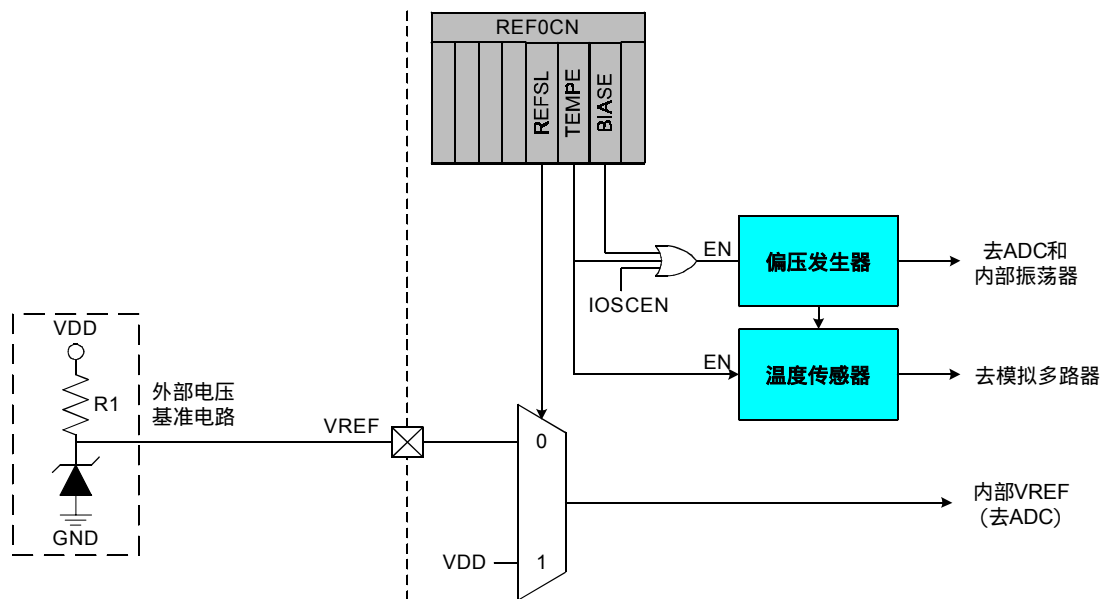 REF0CN
REFSL
TEMPE
BIASE
EN
偏压发生器
去ADC和
内部振荡器
IOSCEN
VDD
R1
外部电压
基准电路
EN
温度传感器
去模拟多路器
VREF
0
内部VREF
（去ADC）
GND
VDD
1